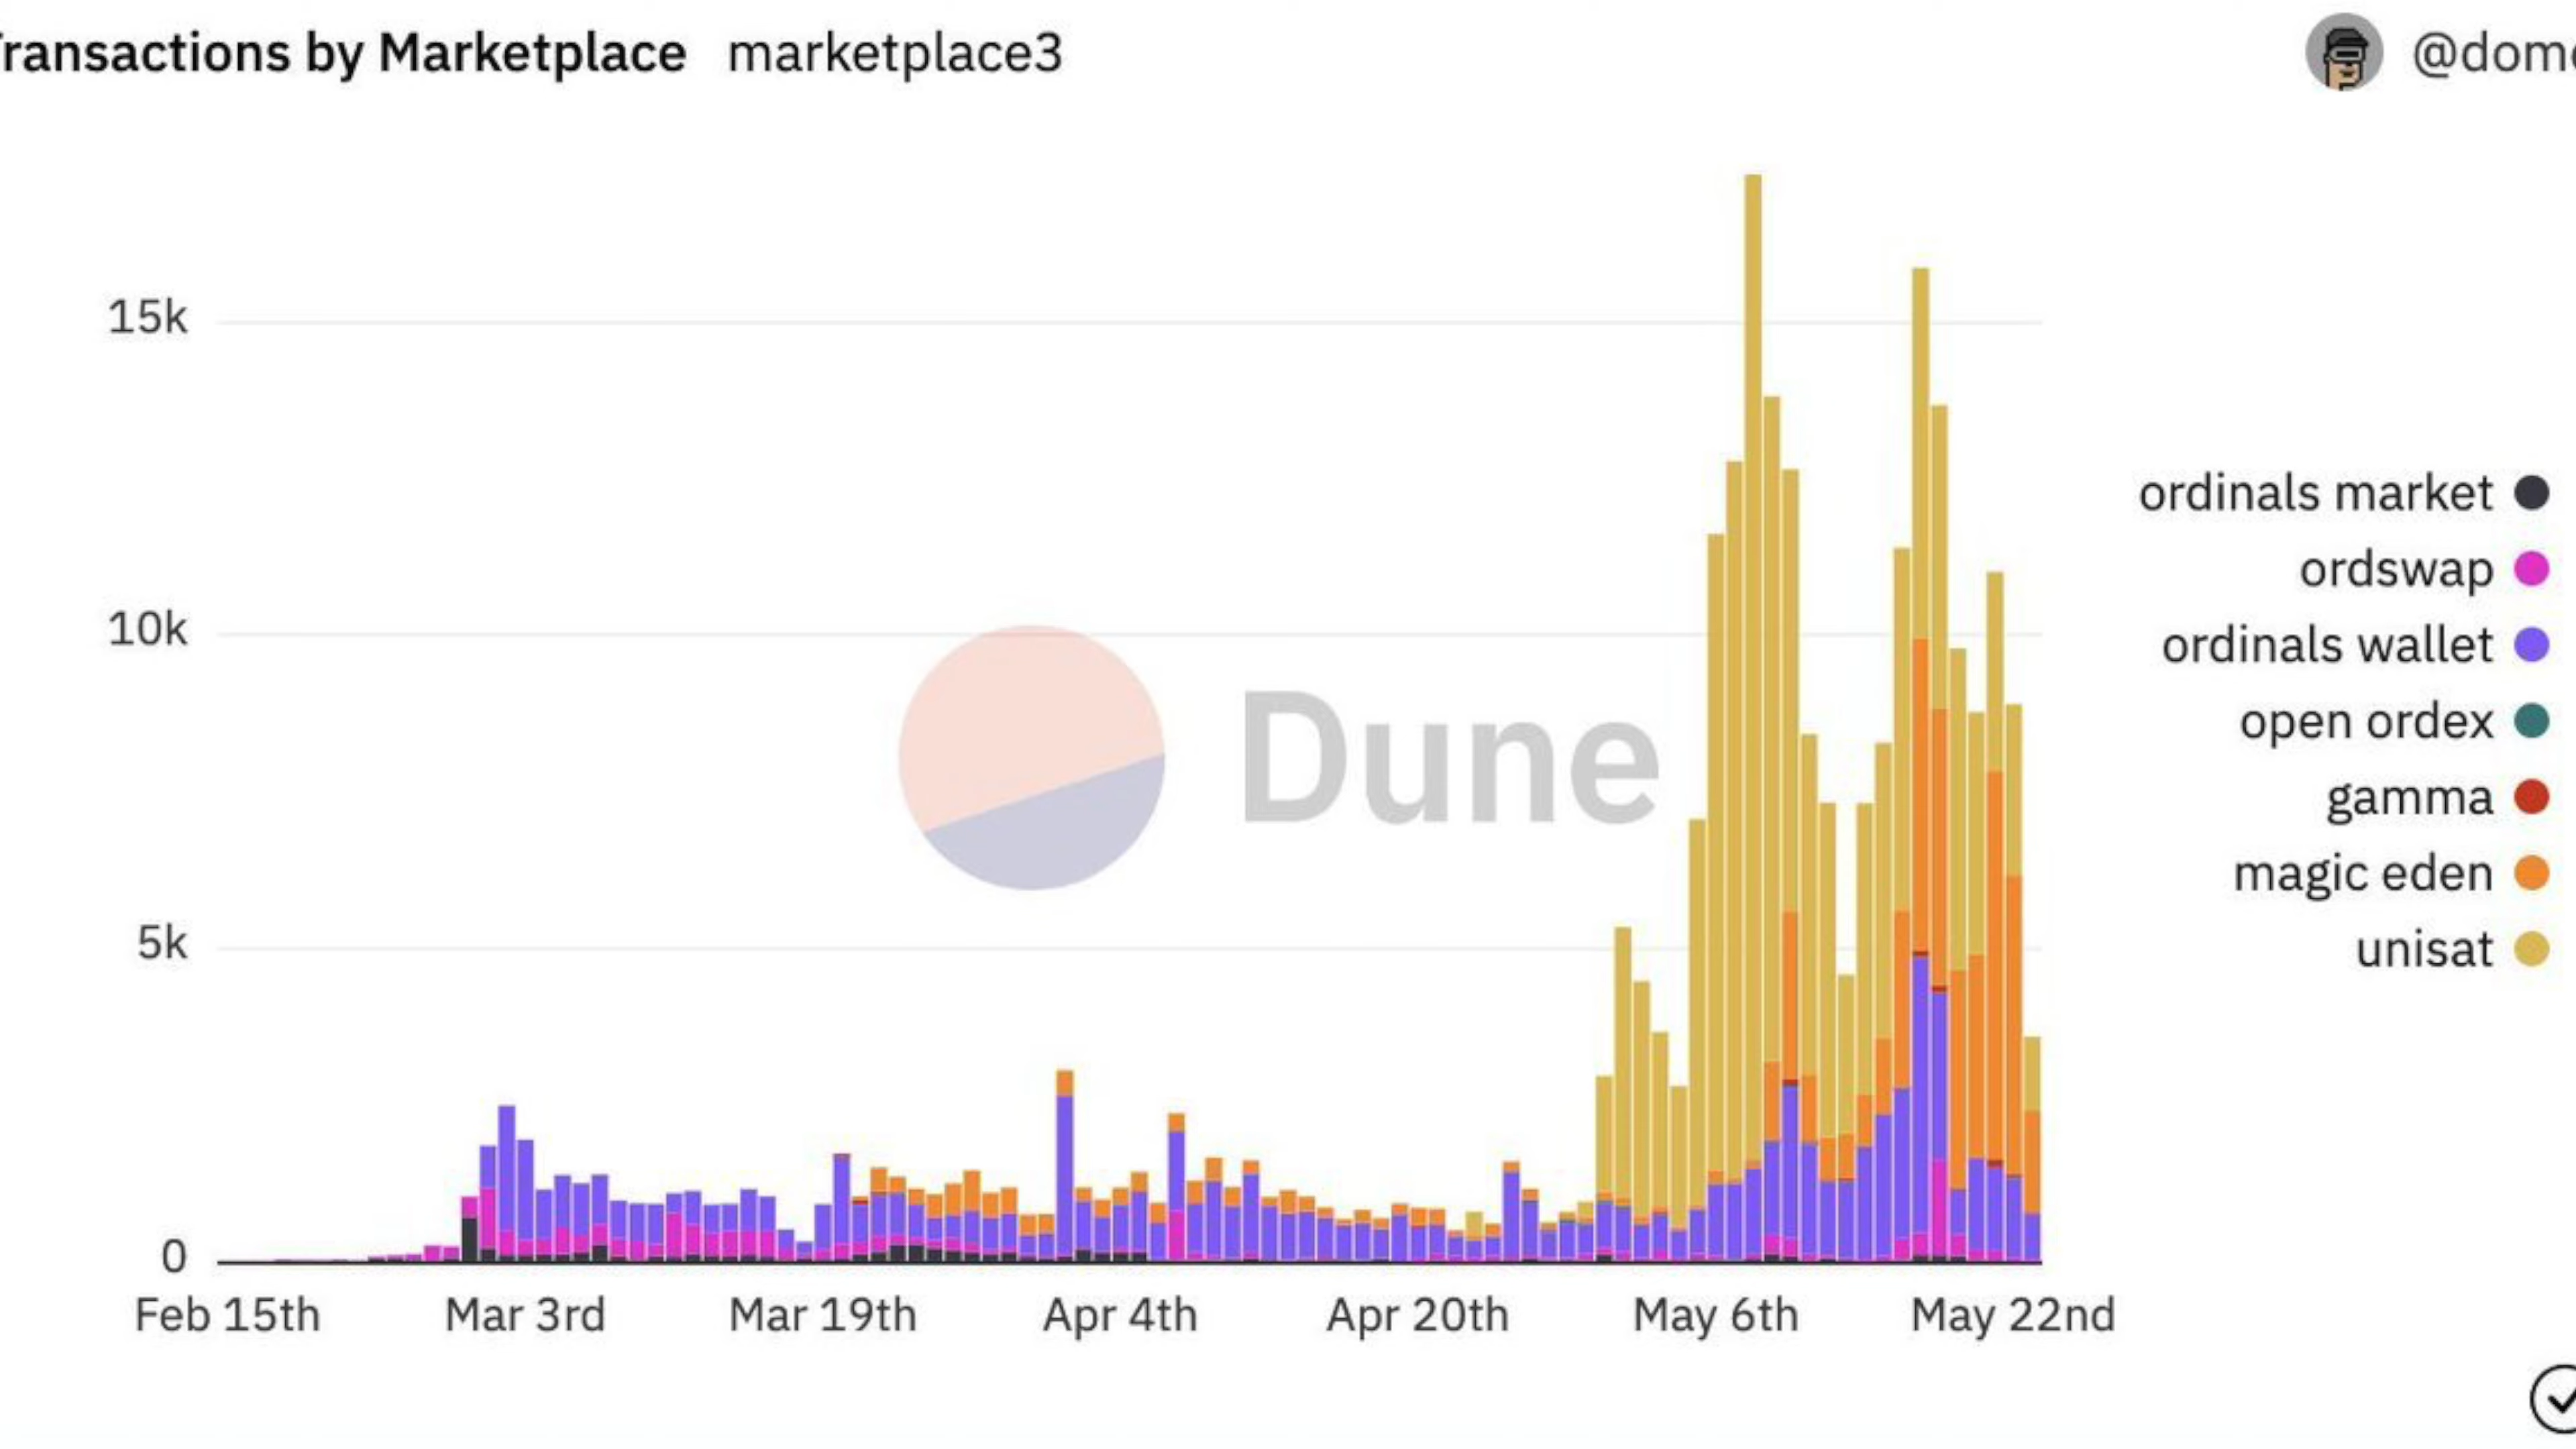 ransactions by Marketplace marketplace3
@dom
15k
10k
5k
0
Dune
Feb 15th Mar 3rd Mar 19th Apr 4th Apr 20th May 6th May 22nd
ordinals market
ordswap
ordinals wallet
open ordex
gamma
magic eden
unisat